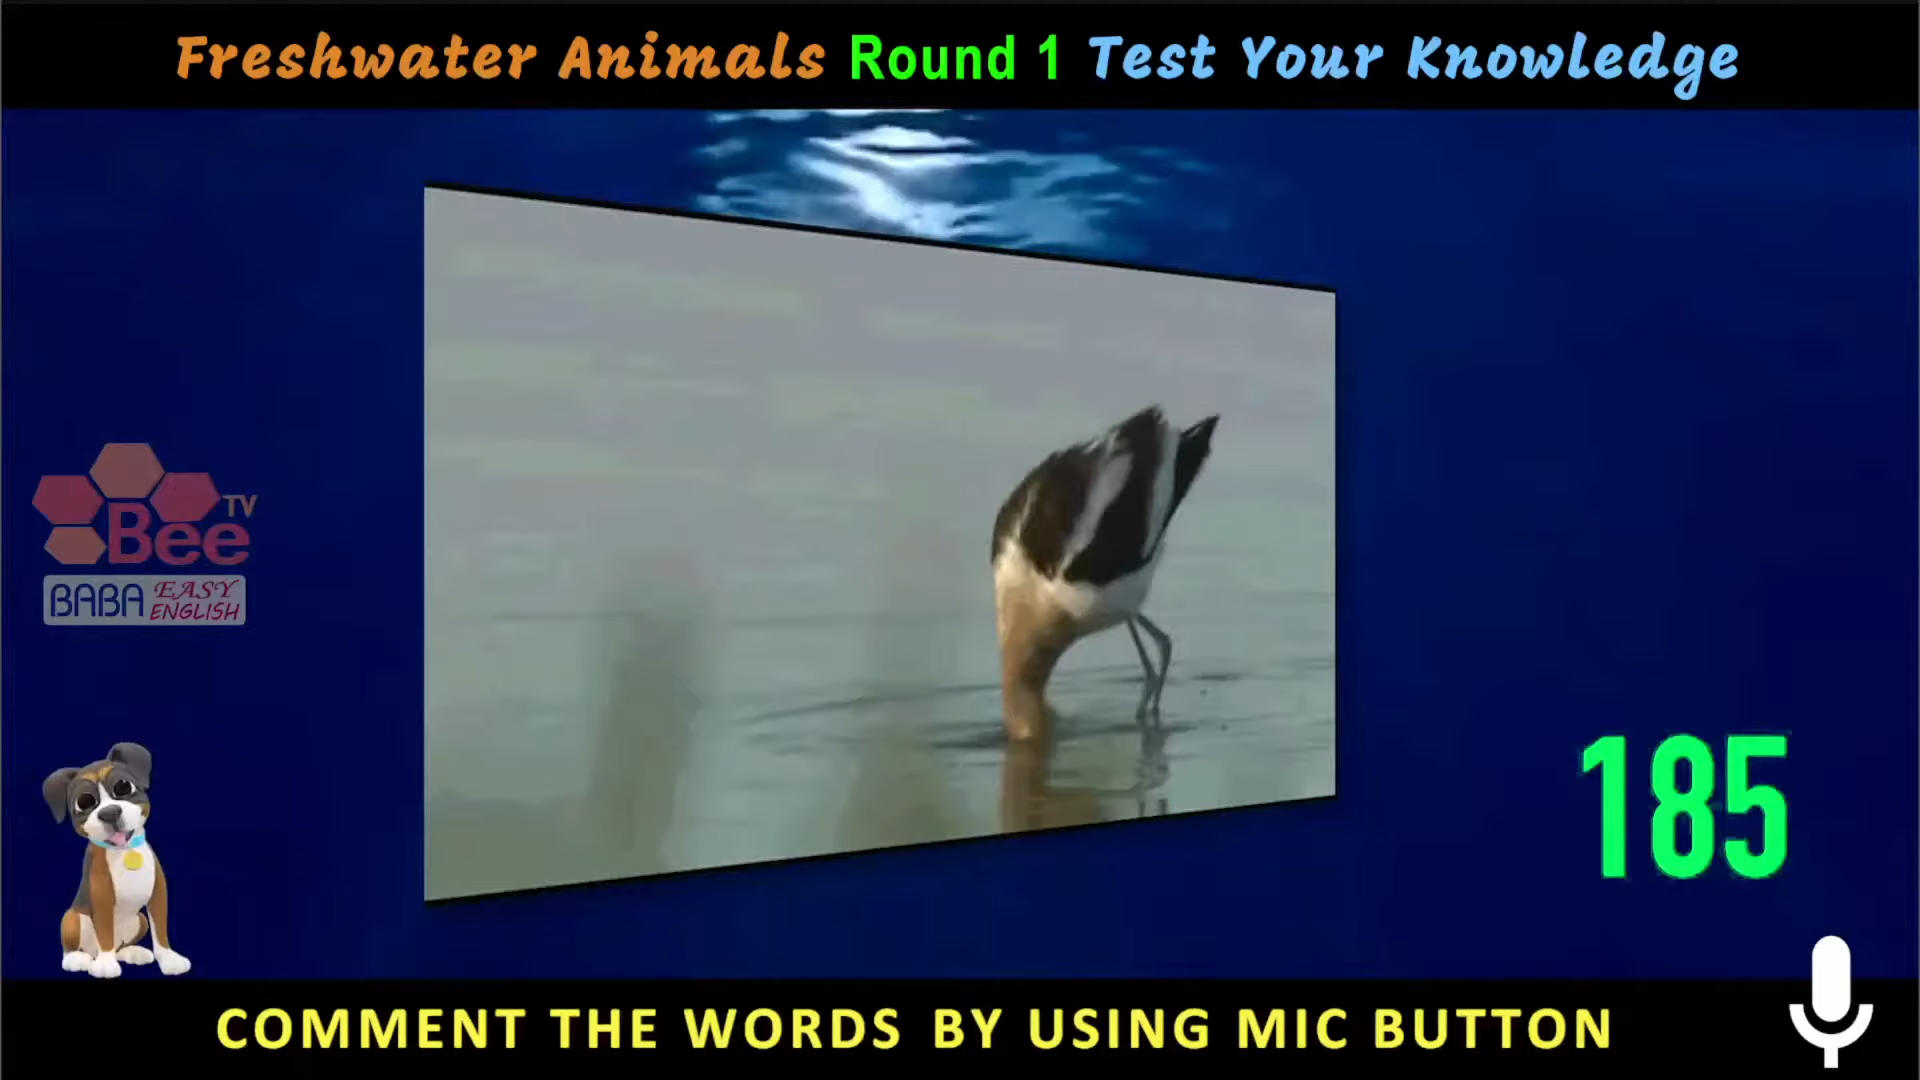 Freshwater Animals Round 1 Test Your Knowledge
Bee TV
BABA EASY ENGLISH
185
COMMENT THE WORDS BY USING MIC BUTTON